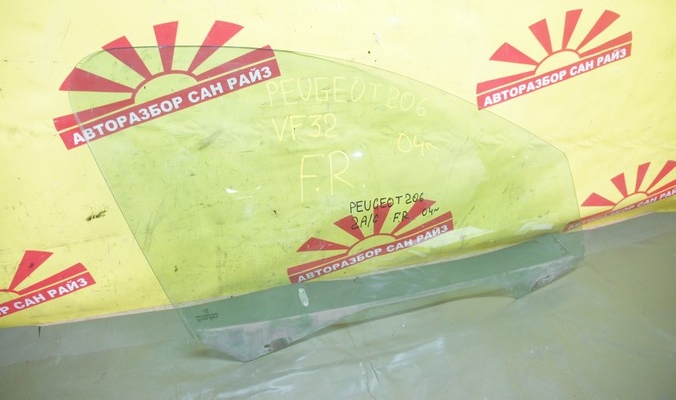 АВТОРАЗБОР САН РАЙЗ
АВТОРАЗБОР САН РАЙЗ
PEUGEOT 206
VF32 04~
F.R
PEUGEOT 206
2A/C F.R 04~
АВТОРАЗБОР САН РАЙЗ
АВТОРАЗБОР САН РАЙЗ
ОР САН РАЙЗ